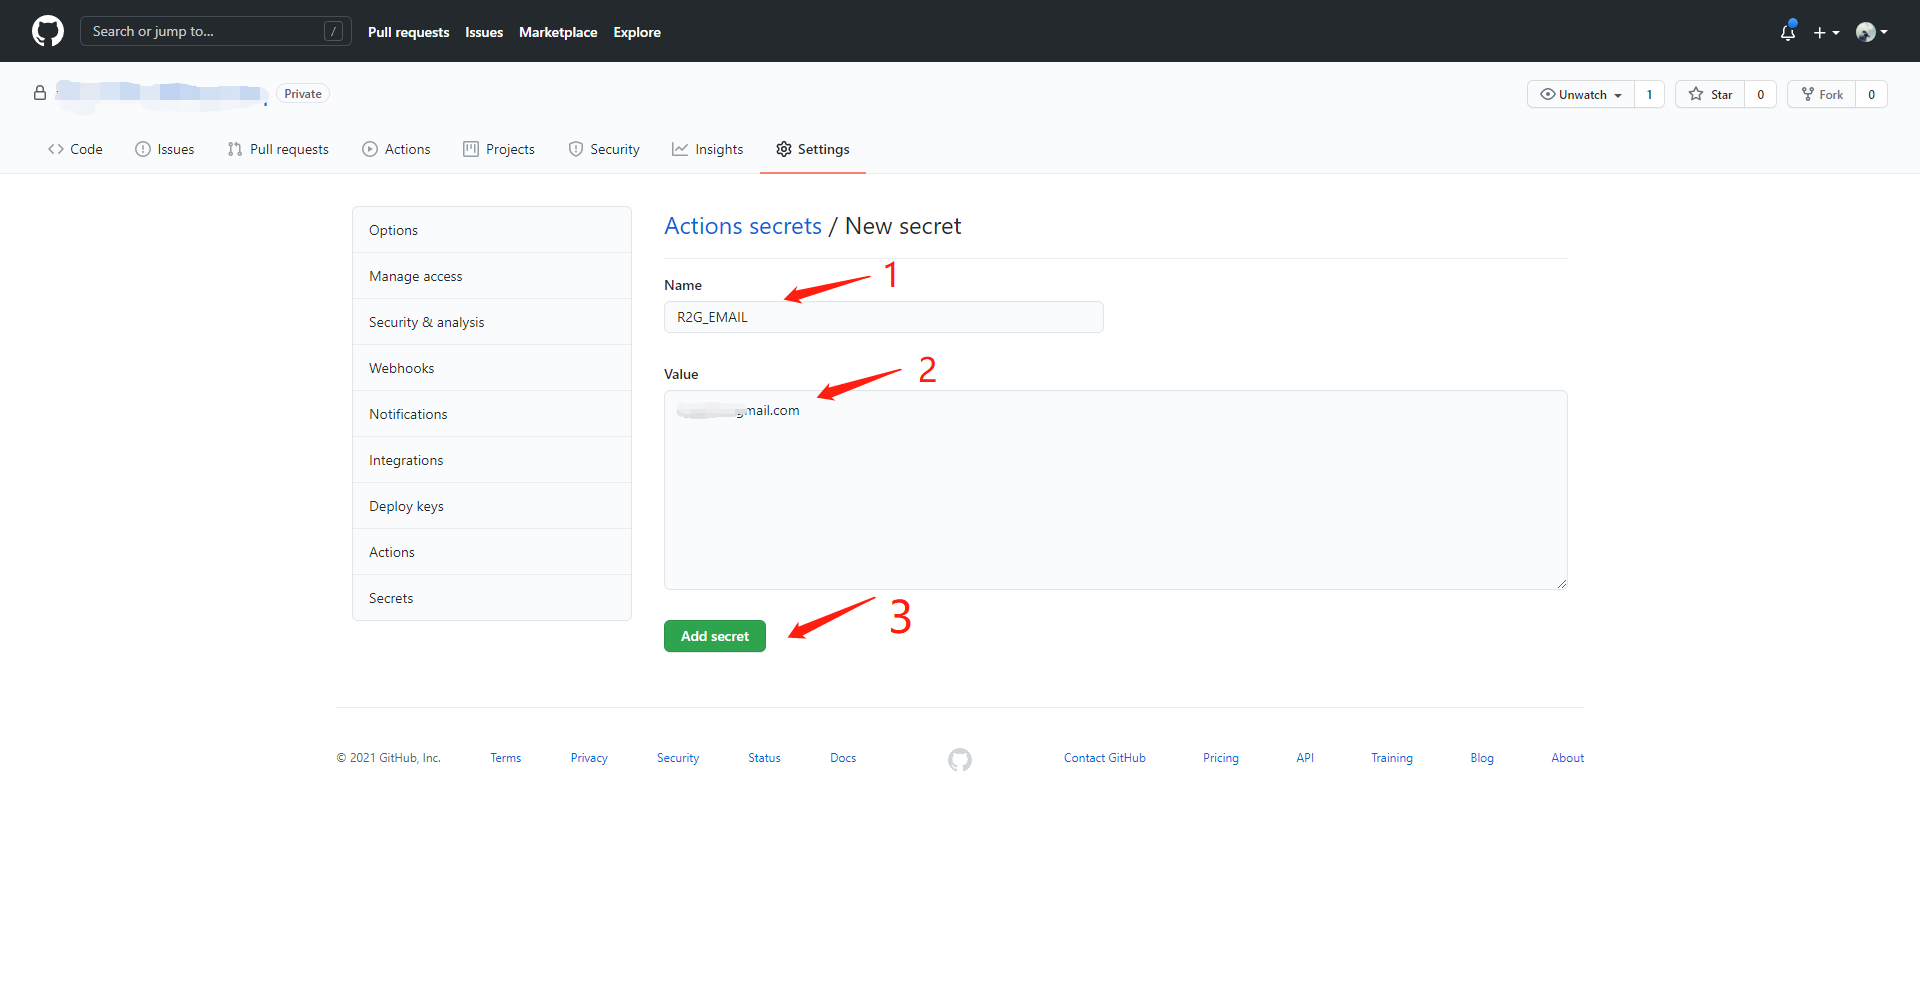 Search or jump to... /
Pull requests Issues Marketplace Explore
Private
Unwatch 1 Star 0 Fork 0
Code Issues Pull requests Actions Projects Security Insights Settings
Options
Manage access
Security & analysis
Webhooks
Notifications
Integrations
Deploy keys
Actions
Secrets
Actions secrets / New secret
1
Name
R2G_EMAIL
2
Value
gmail.com
3
Add secret
© 2021 GitHub, Inc. Terms Privacy Security Status Docs Contact GitHub Pricing API Training Blog About